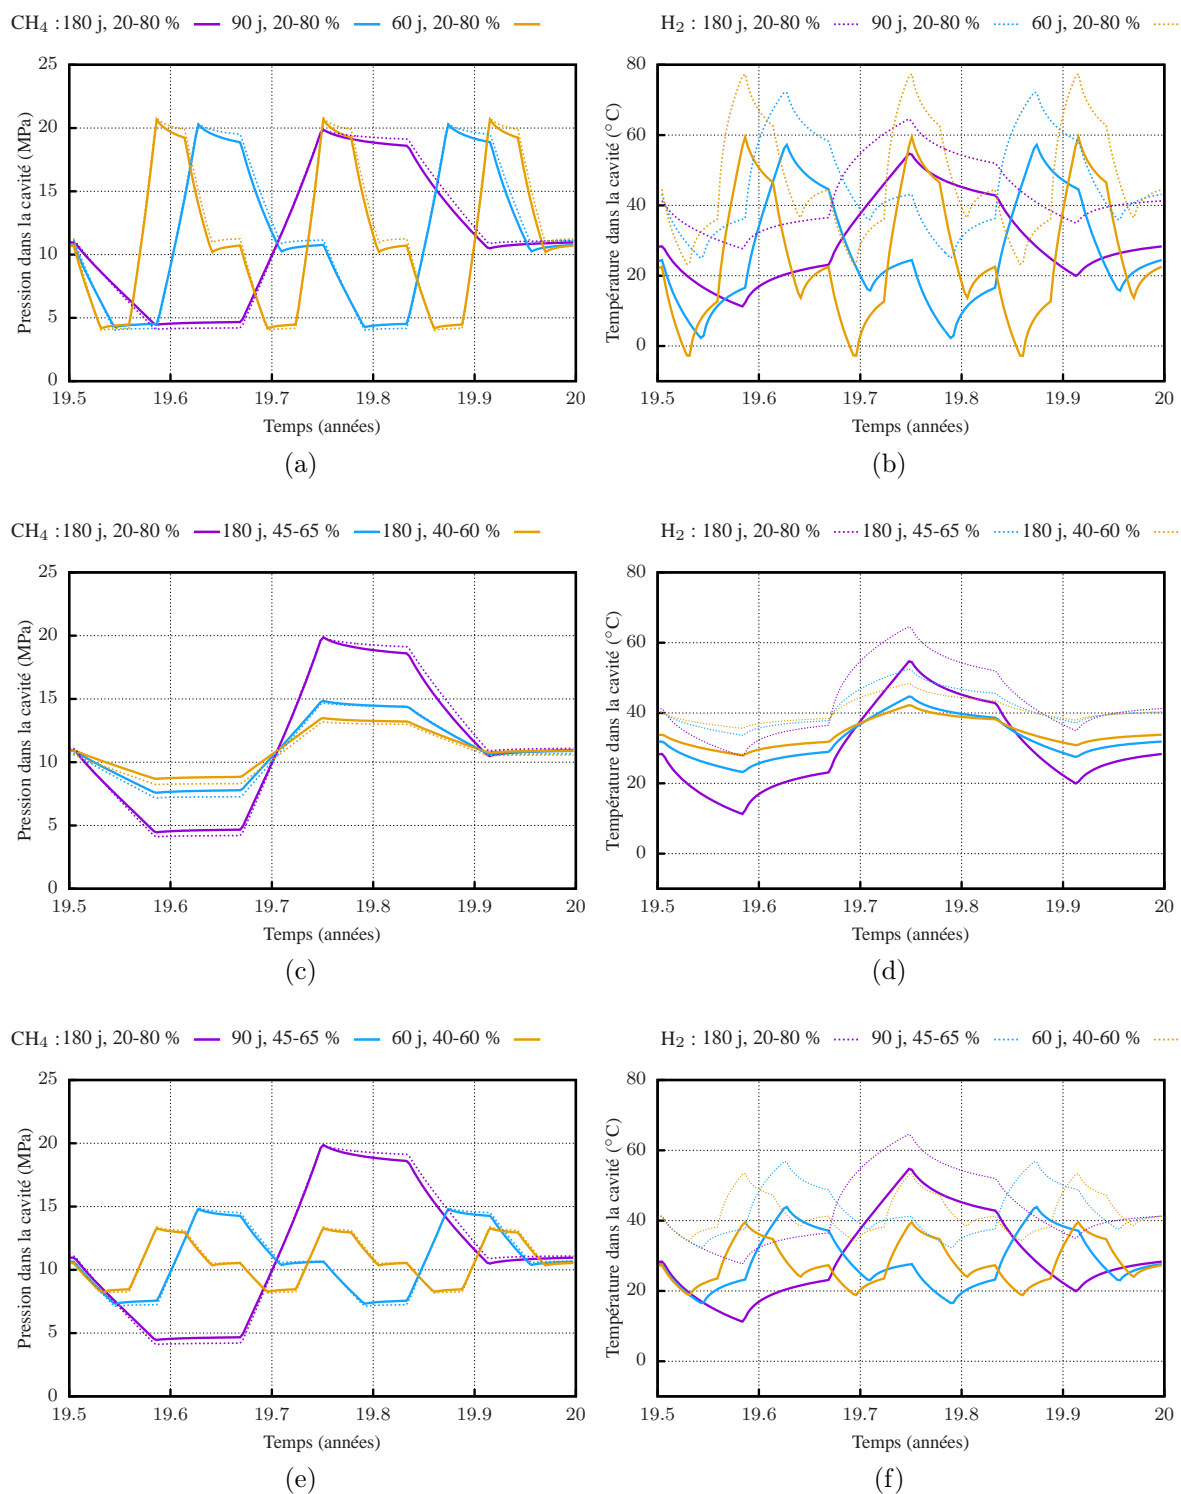 CH4 : 180 j, 20-80 % 90 j, 20-80 % 60 j, 20-80 %
H2 : 180 j, 20-80 % 90 j, 20-80 % 60 j, 20-80 %
Pression dans la cavité (MPa)
25
20
15
10
5
0
19.5 19.6 19.7 19.8 19.9 20
Temps (années)
(a)
Température dans la cavité (°C)
80
60
40
20
0
19.5 19.6 19.7 19.8 19.9 20
Temps (années)
(b)
CH4 : 180 j, 20-80 % 180 j, 45-65 % 180 j, 40-60 %
H2 : 180 j, 20-80 % 180 j, 45-65 % 180 j, 40-60 %
Pression dans la cavité (MPa)
25
20
15
10
5
0
19.5 19.6 19.7 19.8 19.9 20
Temps (années)
(c)
Température dans la cavité (°C)
80
60
40
20
0
19.5 19.6 19.7 19.8 19.9 20
Temps (années)
(d)
CH4 : 180 j, 20-80 % 90 j, 45-65 % 60 j, 40-60 %
H2 : 180 j, 20-80 % 90 j, 45-65 % 60 j, 40-60 %
Pression dans la cavité (MPa)
25
20
15
10
5
0
19.5 19.6 19.7 19.8 19.9 20
Temps (années)
(e)
Température dans la cavité (°C)
80
60
40
20
0
19.5 19.6 19.7 19.8 19.9 20
Temps (années)
(f)